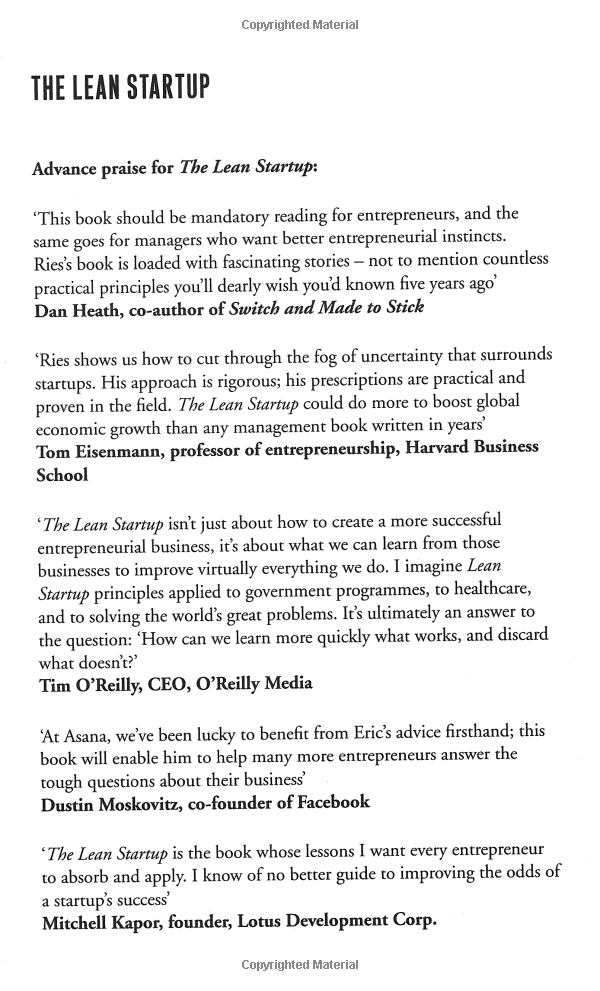 Copyrighted Material
THE LEAN STARTUP
Advance praise for The Lean Startup:
‘This book should be mandatory reading for entrepreneurs, and the
same goes for managers who want better entrepreneurial instincts.
Ries’s book is loaded with fascinating stories – not to mention countless
practical principles you’ll dearly wish you’d known five years ago’
Dan Heath, co-author of Switch and Made to Stick
‘Ries shows us how to cut through the fog of uncertainty that surrounds
startups. His approach is rigorous; his prescriptions are practical and
proven in the field. The Lean Startup could do more to boost global
economic growth than any management book written in years’
Tom Eisenmann, professor of entrepreneurship, Harvard Business
School
‘The Lean Startup isn’t just about how to create a more successful
entrepreneurial business, it’s about what we can learn from those
businesses to improve virtually everything we do. I imagine Lean
Startup principles applied to government programmes, to healthcare,
and to solving the world’s great problems. It’s ultimately an answer to
the question: ‘How can we learn more quickly what works, and discard
what doesn’t?’
Tim O’Reilly, CEO, O’Reilly Media
‘At Asana, we’ve been lucky to benefit from Eric’s advice firsthand; this
book will enable him to help many more entrepreneurs answer the
tough questions about their business’
Dustin Moskovitz, co-founder of Facebook
‘The Lean Startup is the book whose lessons I want every entrepreneur
to absorb and apply. I know of no better guide to improving the odds of
a startup’s success’
Mitchell Kapor, founder, Lotus Development Corp.
Copyrighted Material